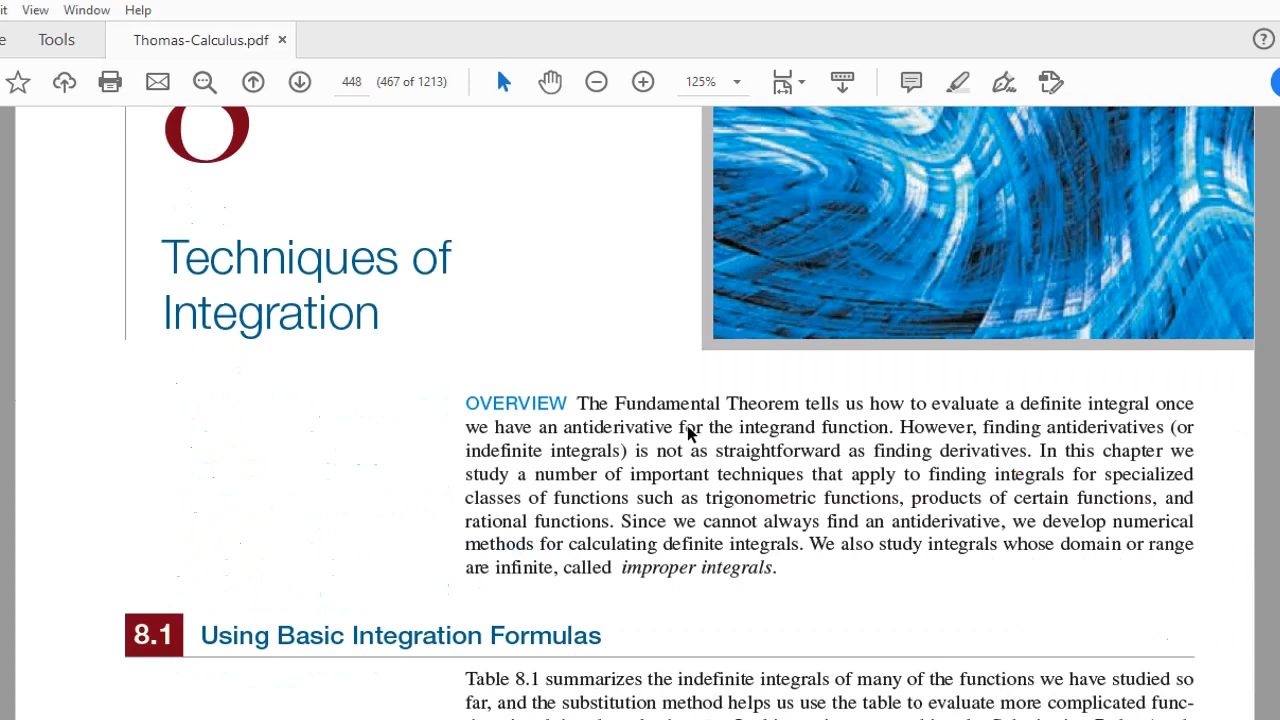 it View Window Help
e Tools Thomas-Calculus.pdf ×
448 (467 of 1213) 125%
8
Techniques of
Integration
OVERVIEW The Fundamental Theorem tells us how to evaluate a definite integral once
we have an antiderivative for the integrand function. However, finding antiderivatives (or
indefinite integrals) is not as straightforward as finding derivatives. In this chapter we
study a number of important techniques that apply to finding integrals for specialized
classes of functions such as trigonometric functions, products of certain functions, and
rational functions. Since we cannot always find an antiderivative, we develop numerical
methods for calculating definite integrals. We also study integrals whose domain or range
are infinite, called improper integrals.
8.1 Using Basic Integration Formulas
Table 8.1 summarizes the indefinite integrals of many of the functions we have studied so
far, and the substitution method helps us use the table to evaluate more complicated func-